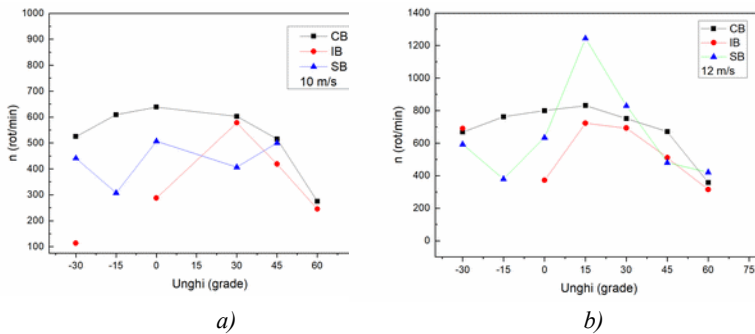 1000
900
800
700
600
500
400
300
200
100
n (rot/min)
-30 -15 0 15 30 45 60
Unghi (grade)
CB
IB
SB
10 m/s
a)
1400
1200
1000
800
600
400
200
0
n (rot/min)
-30 -15 0 15 30 45 60 75
Unghi (grade)
CB
IB
SB
12 m/s
b)